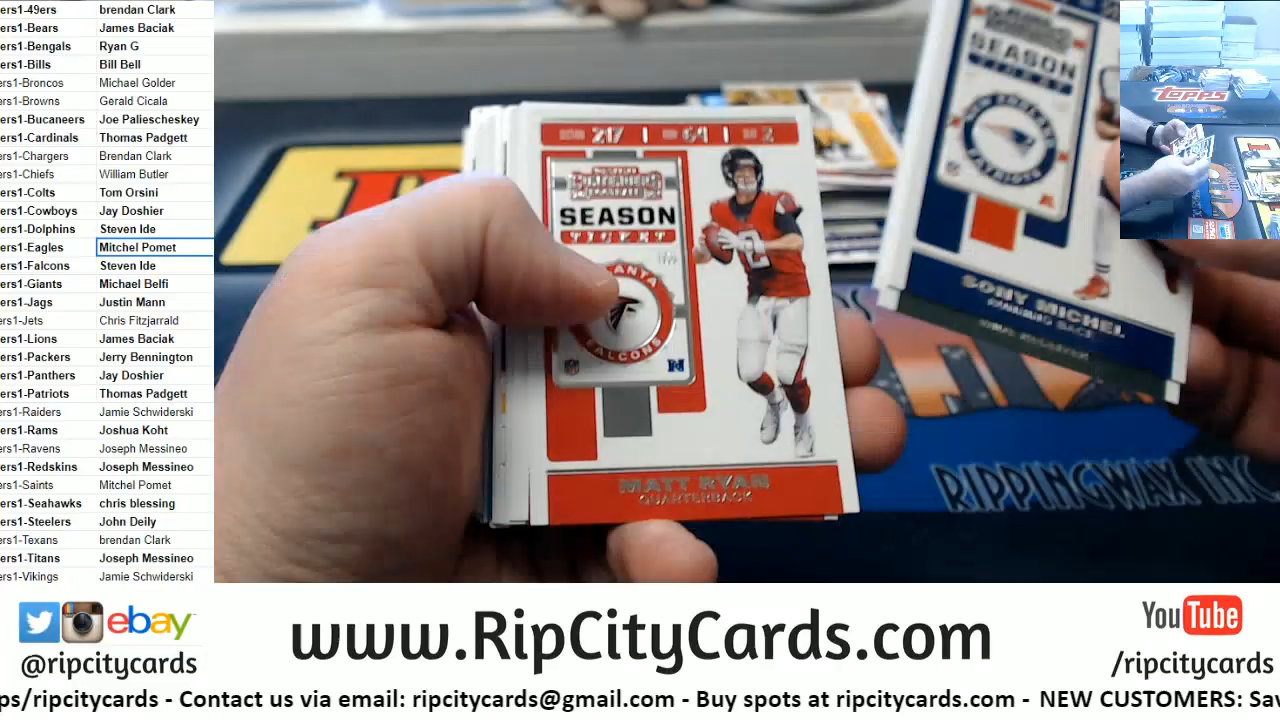 ers1-49ers brendan Clark
ers1-Bears James Baciak
ers1-Bengals Ryan G
ers1-Bills Bill Bell
ers1-Broncos Michael Golder
ers1-Browns Gerald Cicala
ers1-Bucaneers Joe Paliescheskey
ers1-Cardinals Thomas Padgett
ers1-Chargers Brendan Clark
ers1-Chiefs William Butler
ers1-Colts Tom Orsini
ers1-Cowboys Jay Doshier
ers1-Dolphins Steven Ide
ers1-Eagles Mitchel Pomet
ers1-Falcons Steven Ide
ers1-Giants Michael Belfi
ers1-Jags Justin Mann
ers1-Jets Chris Fitzjarrald
ers1-Lions James Baciak
ers1-Packers Jerry Bennington
ers1-Panthers Jay Doshier
ers1-Patriots Thomas Padgett
ers1-Raiders Jamie Schwiderski
ers1-Rams Joshua Koht
ers1-Ravens Joseph Messineo
ers1-Redskins Joseph Messineo
ers1-Saints Mitchel Pomet
ers1-Seahawks chris blessing
ers1-Steelers John Deily
ers1-Texans brendan Clark
ers1-Titans Joseph Messineo
ers1-Vikings Jamie Schwiderski
217 64 2
SEASON
TICKET
FALCONS
MATT RYAN
QUARTERBACK
SEASON
NEW ENGLAND
PATRIOTS
SONY MICHEL
RUNNING BACK
Topps
RIPPINGWAX INC
ebay
@ripcitycards
www.RipCityCards.com
YouTube
/ripcitycards
ps/ripcitycards - Contact us via email: ripcitycards@gmail.com - Buy spots at ripcitycards.com - NEW CUSTOMERS: Sav